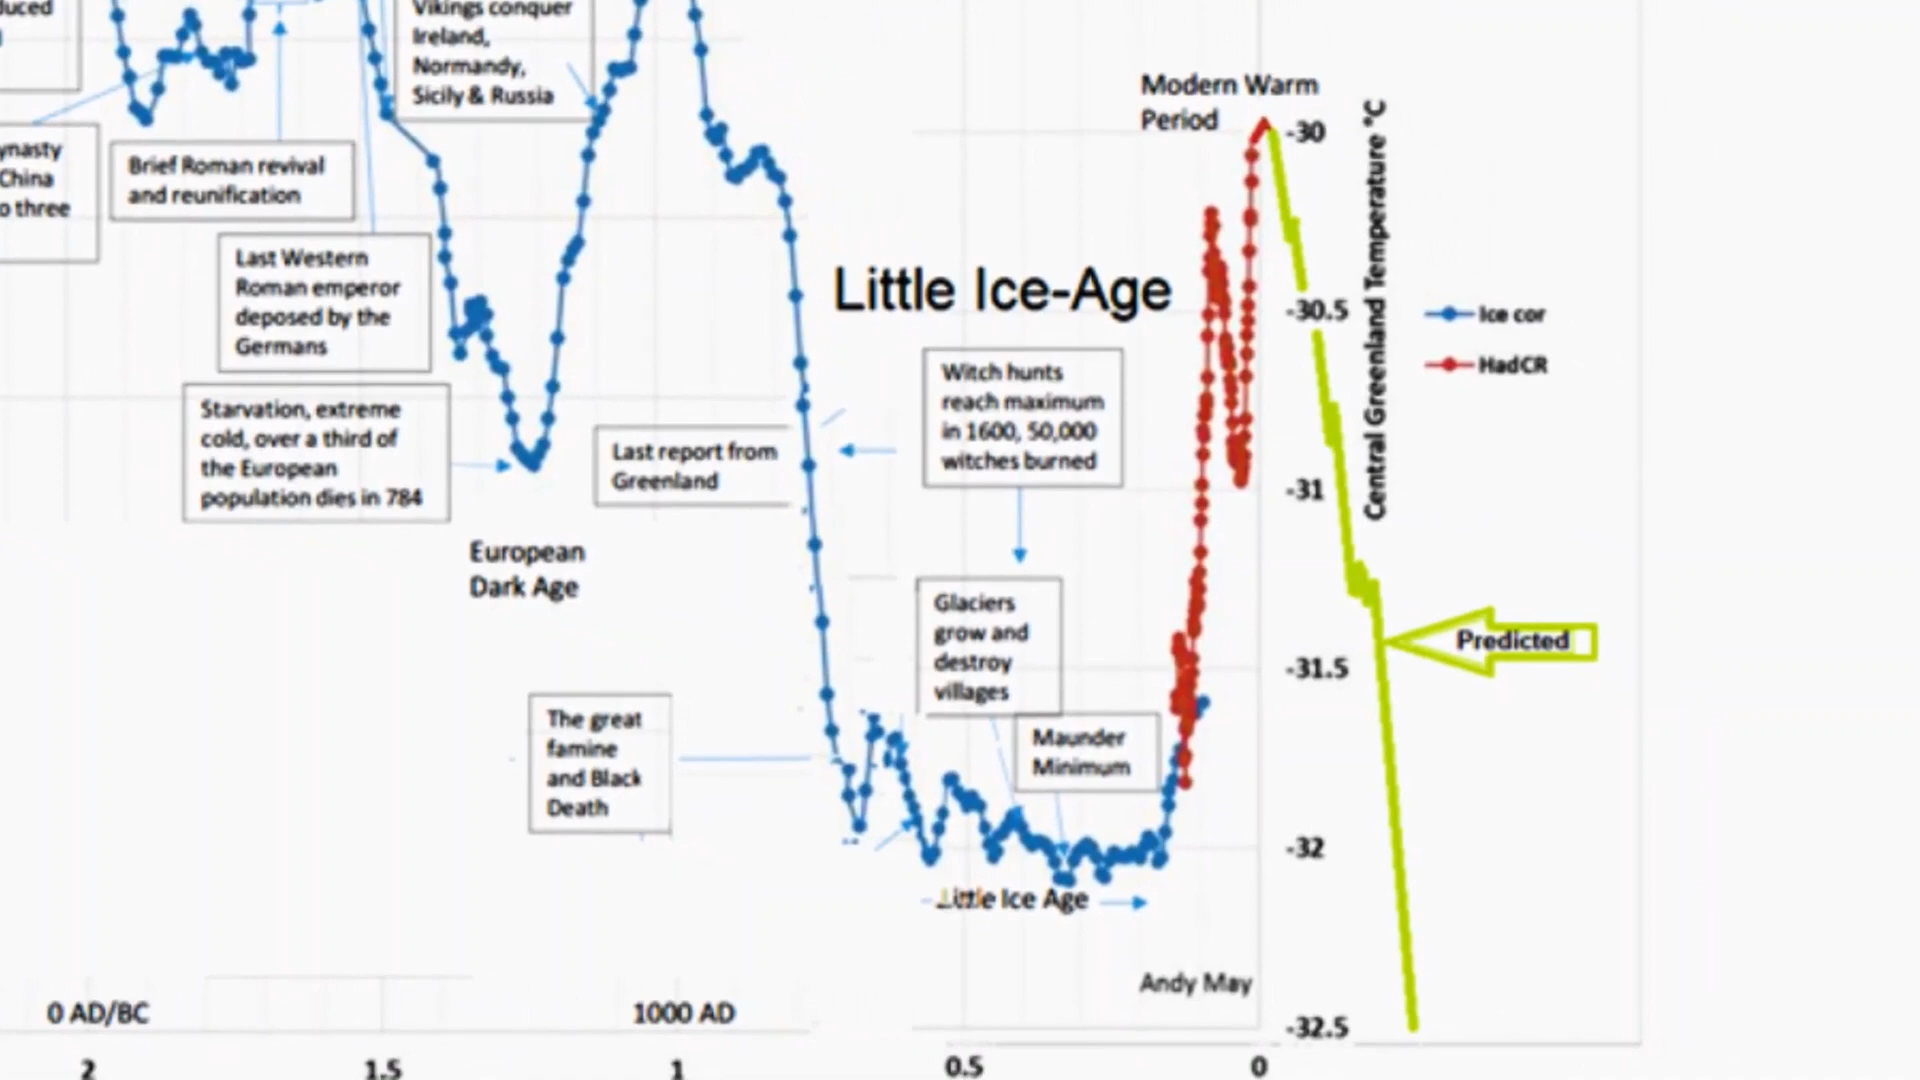 duced
Vikings conquer
Ireland,
Normandy,
Sicily & Russia
ynasty
China
o three
Brief Roman revival
and reunification
Last Western
Roman emperor
deposed by the
Germans
Starvation, extreme
cold, over a third of
the European
population dies in 784
European
Dark Age
Last report from
Greenland
The great
famine
and Black
Death
Little Ice-Age
Witch hunts
reach maximum
in 1600, 50,000
witches burned
Glaciers
grow and
destroy
villages
Maunder
Minimum
Little Ice Age
Modern Warm
Period
-30
-30.5
-31
-31.5
-32
-32.5
Central Greenland Temperature °C
Ice cor
HadCR
Predicted
Andy May
0 AD/BC
1000 AD
2
1.5
1
0.5
0